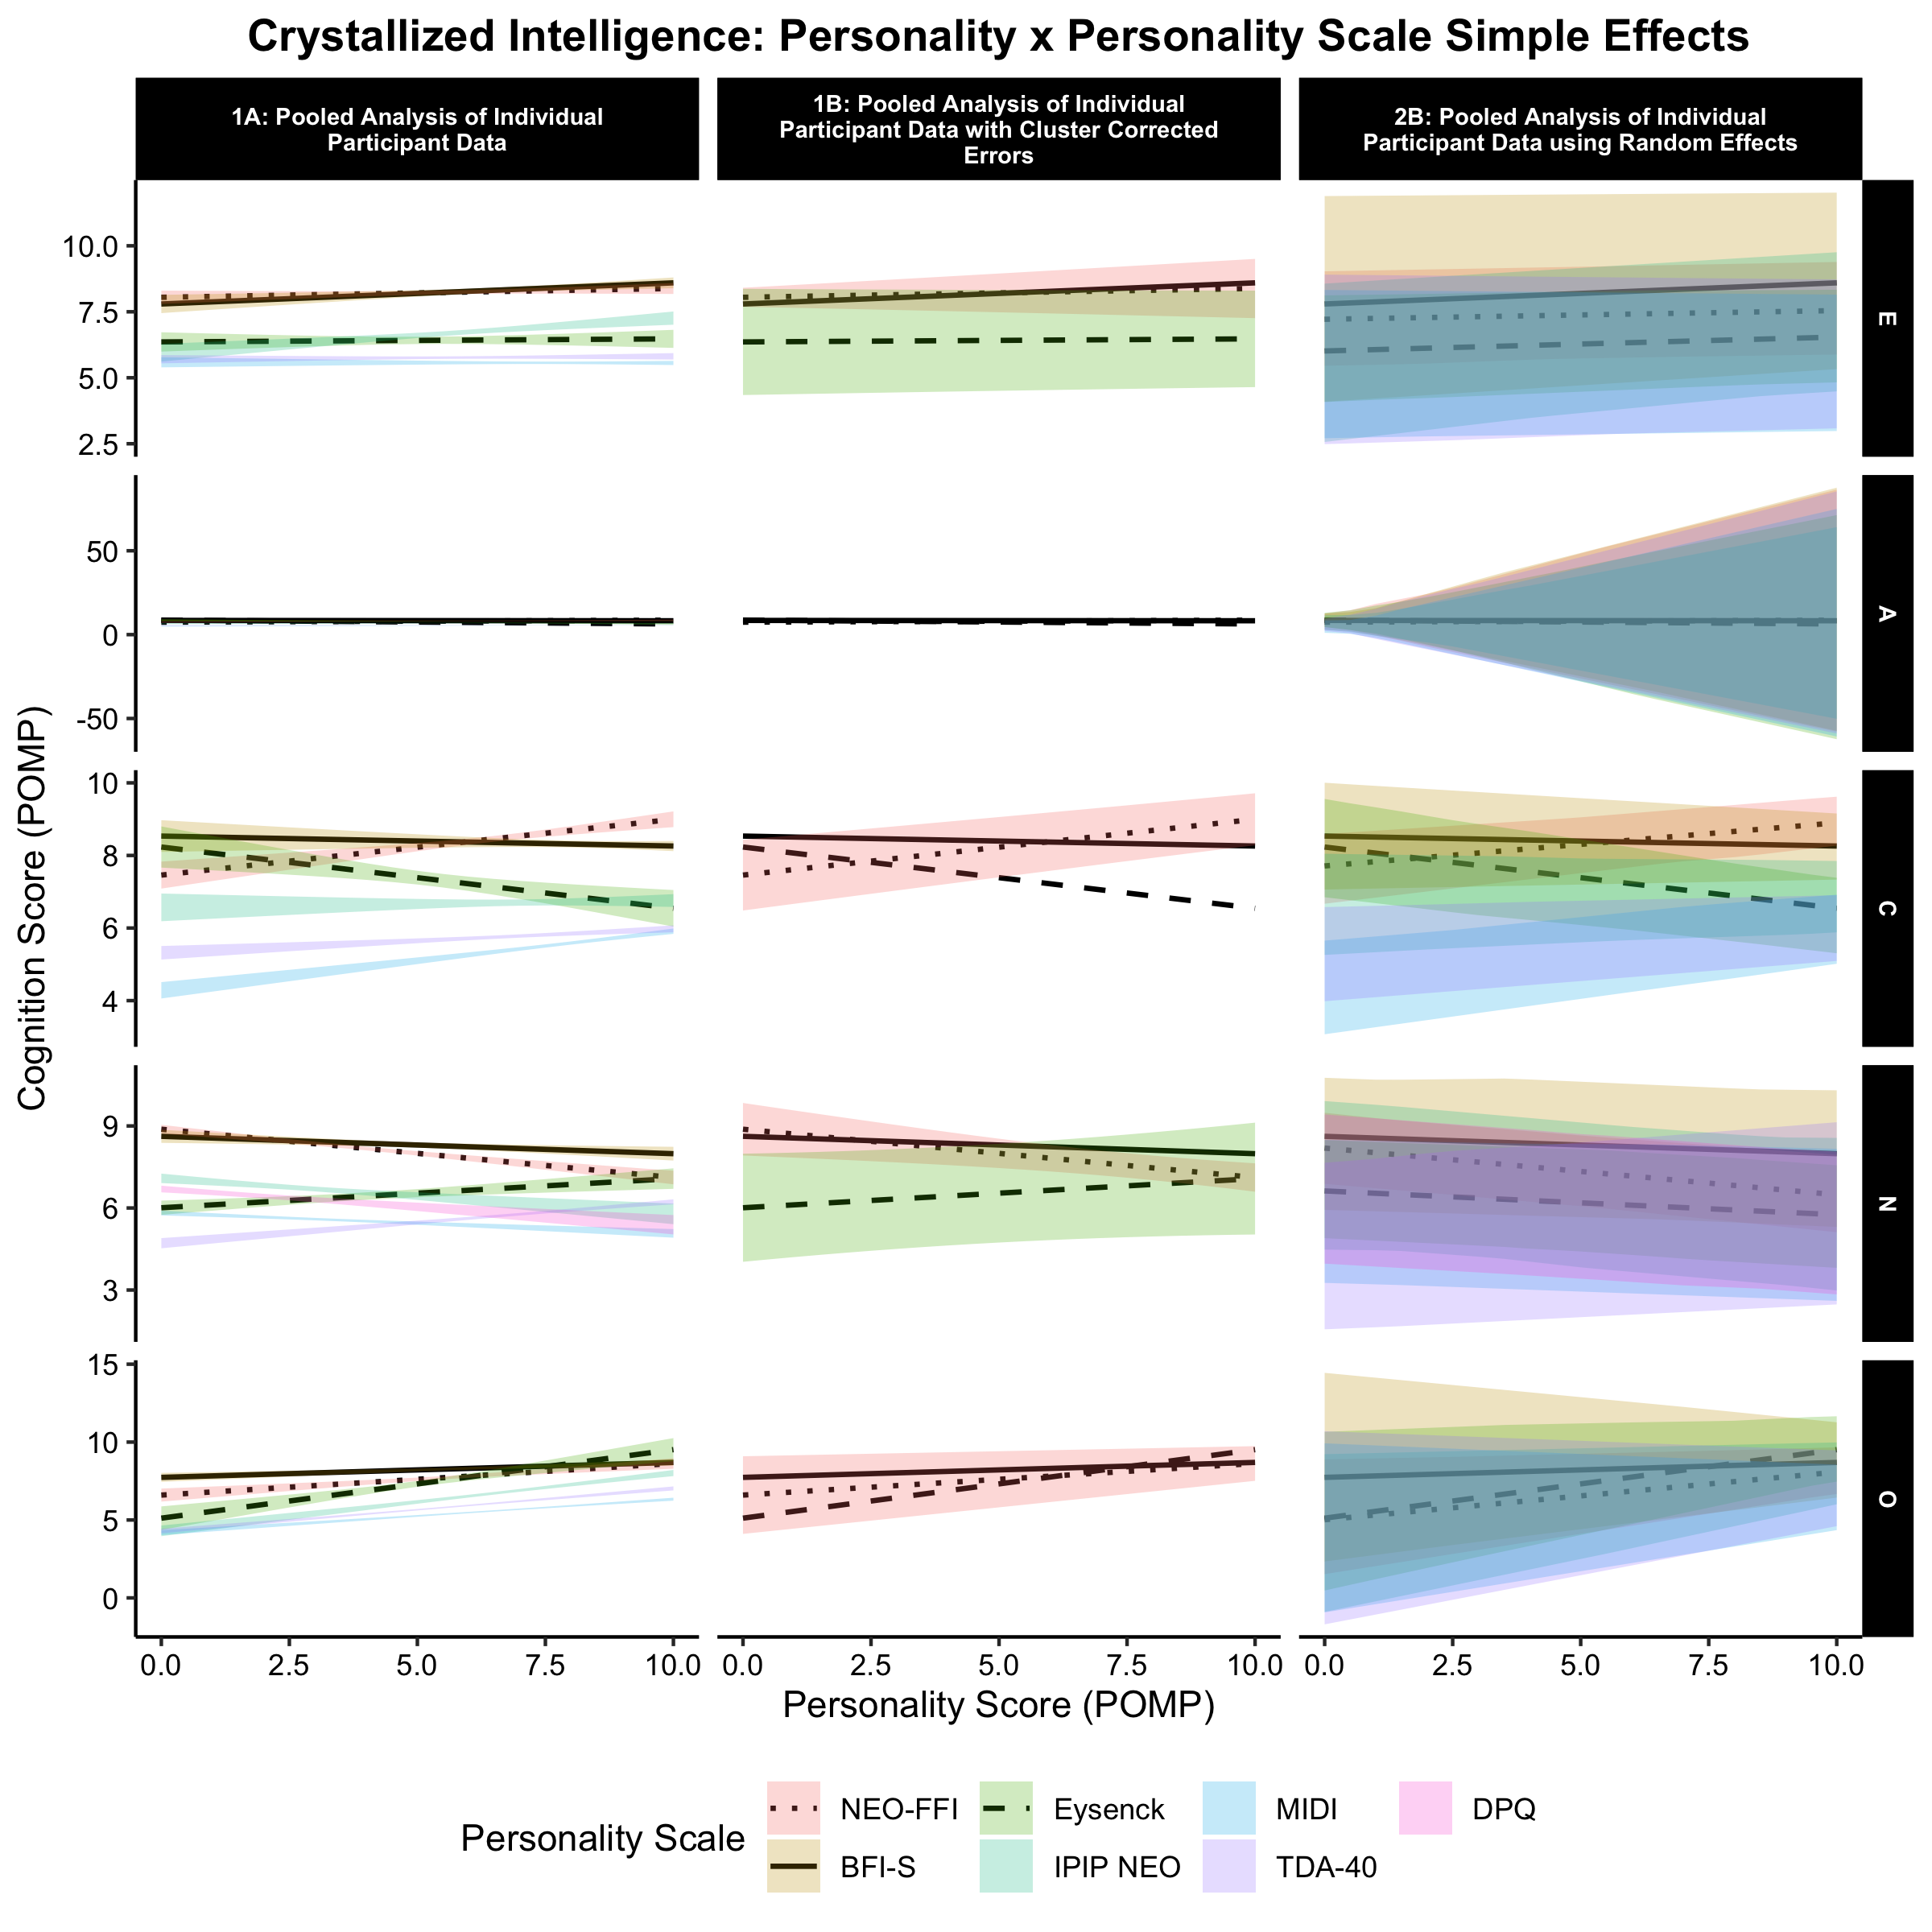 Crystallized Intelligence: Personality x Personality Scale Simple Effects
1A: Pooled Analysis of Individual
Participant Data
1B: Pooled Analysis of Individual
Participant Data with Cluster Corrected
Errors
2B: Pooled Analysis of Individual
Participant Data using Random Effects
Cognition Score (POMP)
10.0
7.5
5.0
2.5
E
50
0
-50
A
10
8
6
4
C
9
6
3
N
15
10
5
0
O
0.0 2.5 5.0 7.5 10.0 0.0 2.5 5.0 7.5 10.0 0.0 2.5 5.0 7.5 10.0
Personality Score (POMP)
Personality Scale
NEO-FFI Eysenck MIDI DPQ
BFI-S IPIP NEO TDA-40